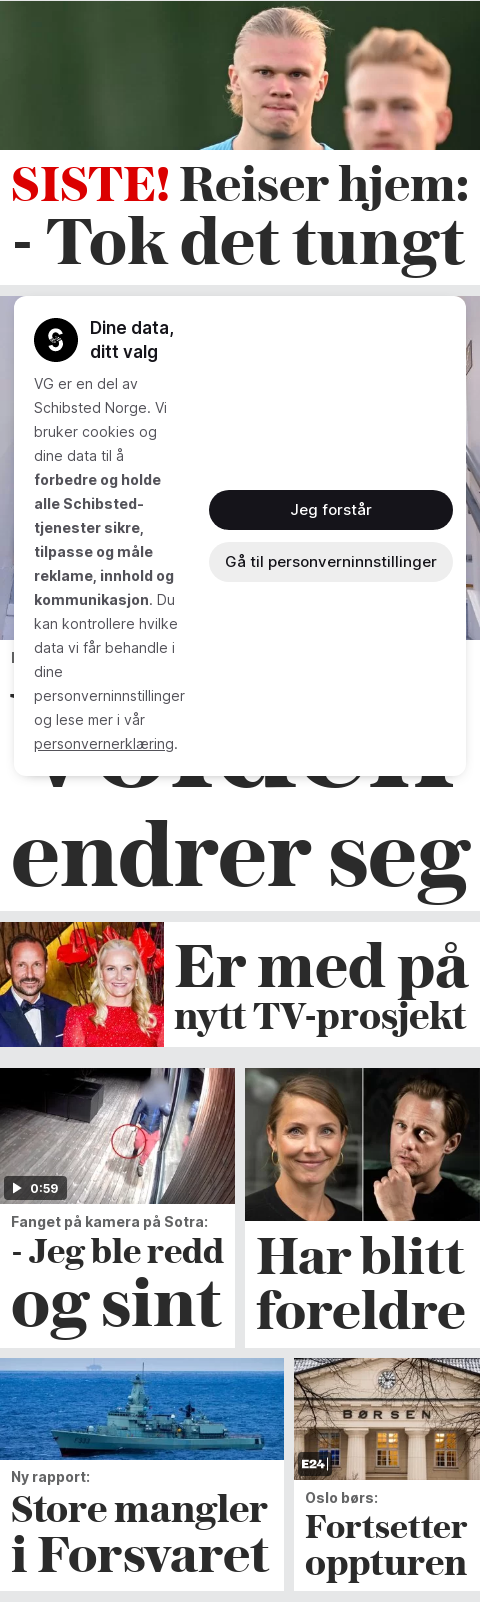 SISTE! Reiser hjem:
- Tok det tungt
Dine data,
ditt valg
VG er en del av
Schibsted Norge. Vi
bruker cookies og
dine data til å
forbedre og holde
alle Schibsted-
tjenester sikre,
tilpasse og måle
reklame, innhold og
kommunikasjon. Du
kan kontrollere hvilke
data vi får behandle i
dine
personverninnstillinger
og lese mer i vår
personvernerklæring.
Jeg forstår
Gå til personverninnstillinger
endrer seg
Er med på
nytt TV-prosjekt
0:59
Fanget på kamera på Sotra:
- Jeg ble redd
og sint
Har blitt
foreldre
Ny rapport:
Store mangler
i Forsvaret
BØRSEN
E24
Oslo børs:
Fortsetter
oppturen